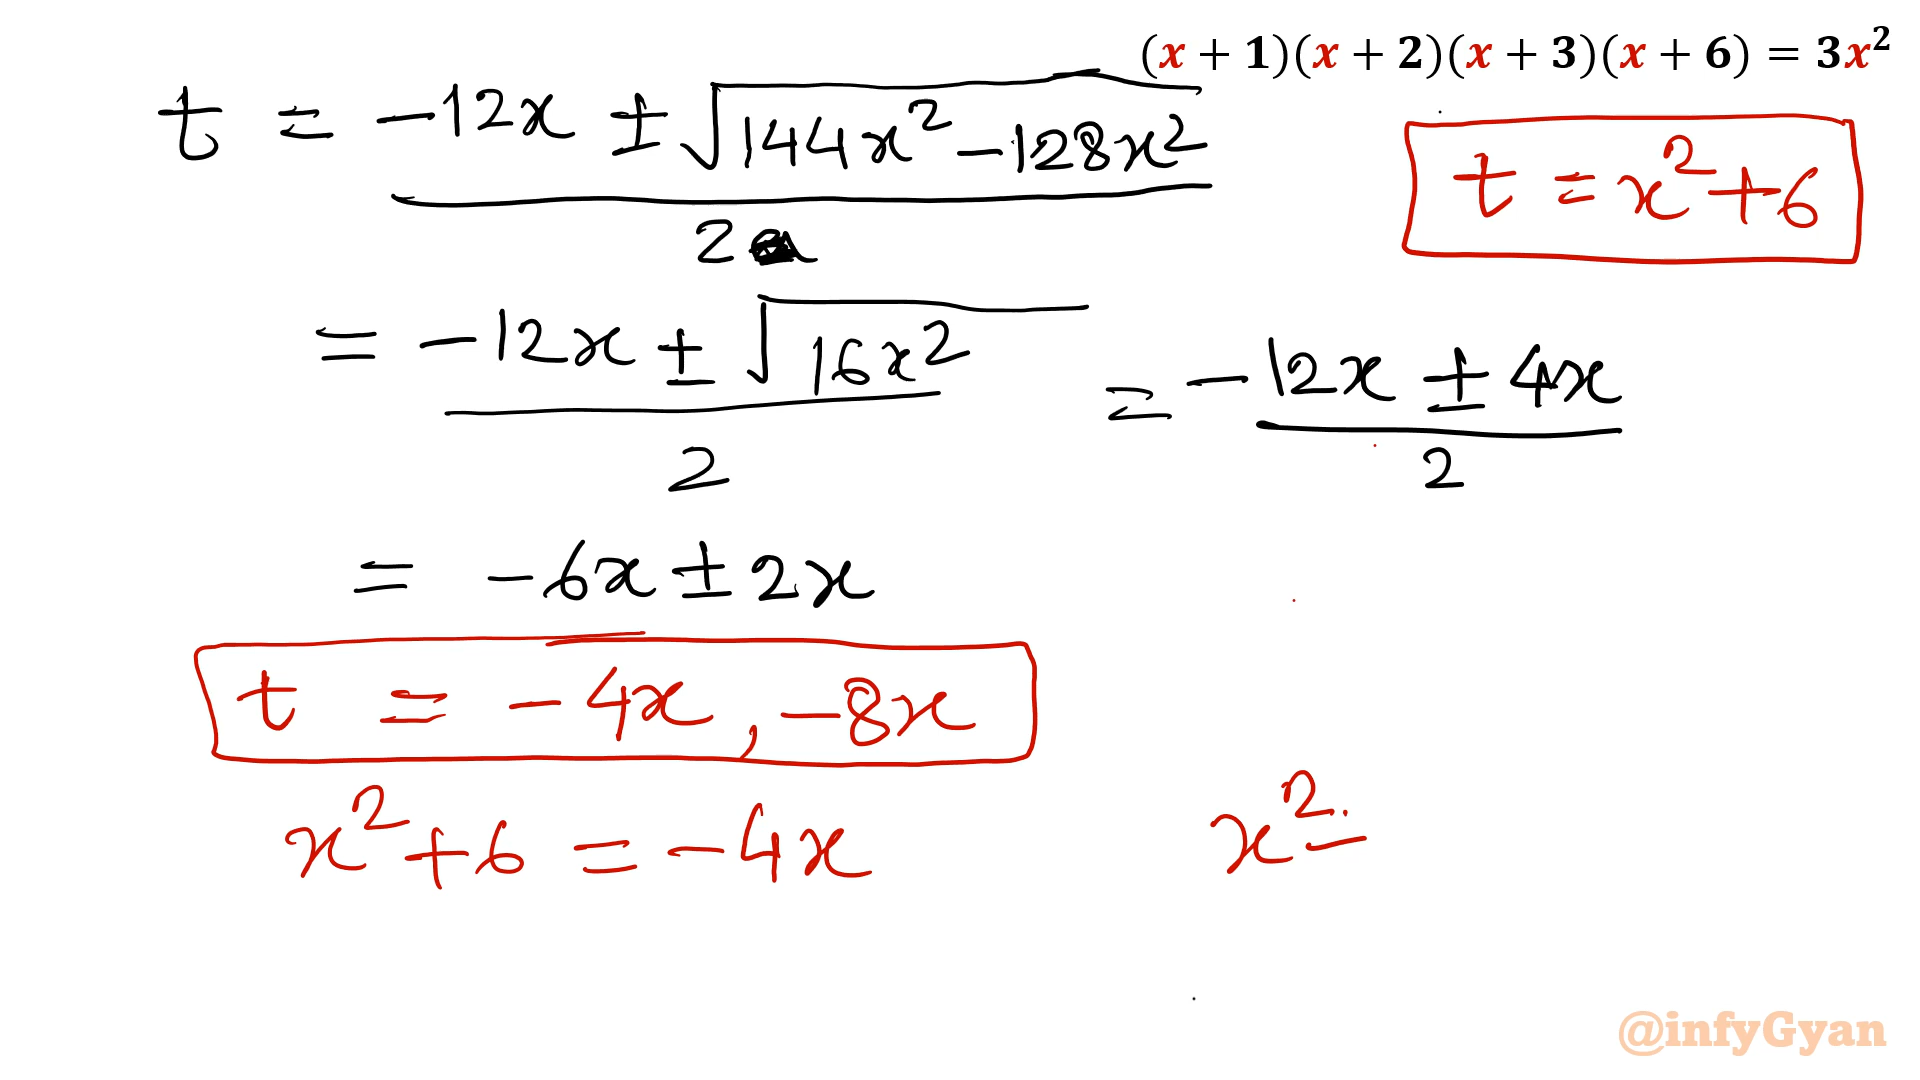 (x + 1)(x + 2)(x + 3)(x + 6) = 3x²
t = x² + 6
t = (-12x ± √(144x² - 128x²))/2
= (-12x ± √(16x²))/2 = (-12x ± 4x)/2
= -6x ± 2x
t = -4x, -8x
x² + 6 = -4x x² -
@infyGyan